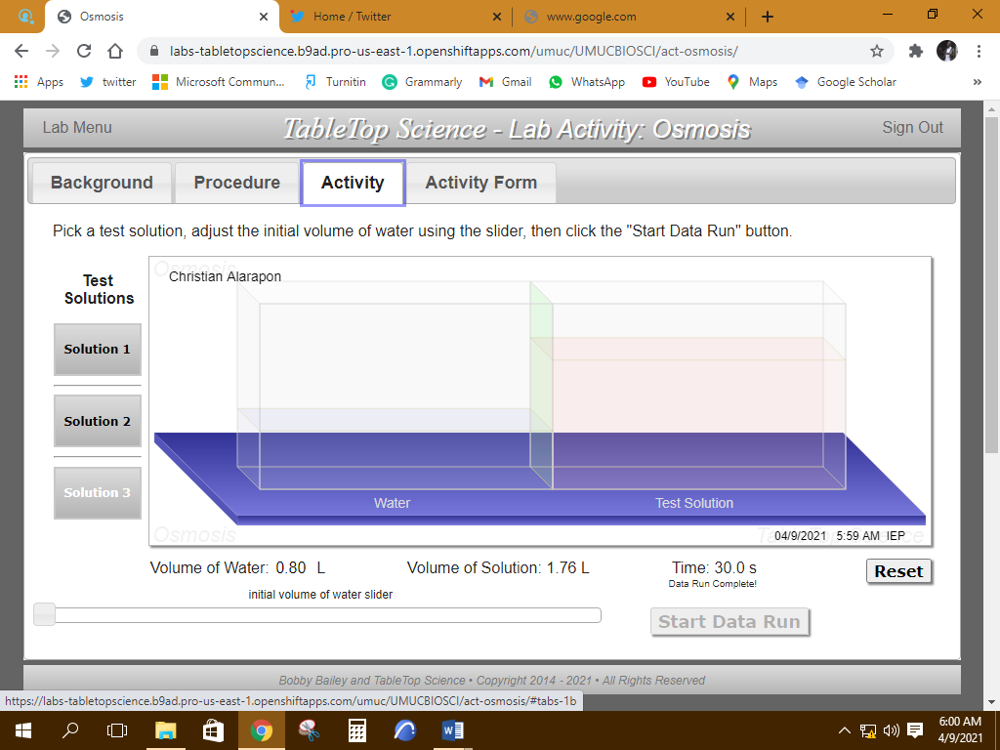 Osmosis
Home / Twitter
www.google.com
labs-tabletopscience.b9ad.pro-us-east-1.openshiftapps.com/umuc/UMUCBIOSCI/act-osmosis/
Apps
twitter
Microsoft Commun...
Turnitin
Grammarly
Gmail
WhatsApp
YouTube
Maps
Google Scholar
»
Lab Menu
TableTop Science - Lab Activity: Osmosis
Sign Out
Background
Procedure
Activity
Activity Form
Pick a test solution, adjust the initial volume of water using the slider, then click the "Start Data Run" button.
Test
Solutions
Solution 1
Solution 2
Solution 3
Osmosis
Christian Alarapon
Water
Test Solution
Osmosis
04/9/2021 5:59 AM IEP
Volume of Water: 0.80 L
Volume of Solution: 1.76 L
Time: 30.0 s
Data Run Complete!
Reset
initial volume of water slider
Start Data Run
Bobby Bailey and TableTop Science • Copyright 2014 - 2021 • All Rights Reserved
https://labs-tabletopscience.b9ad.pro-us-east-1.openshiftapps.com/umuc/UMUCBIOSCI/act-osmosis/#tabs-1b
6:00 AM
4/9/2021